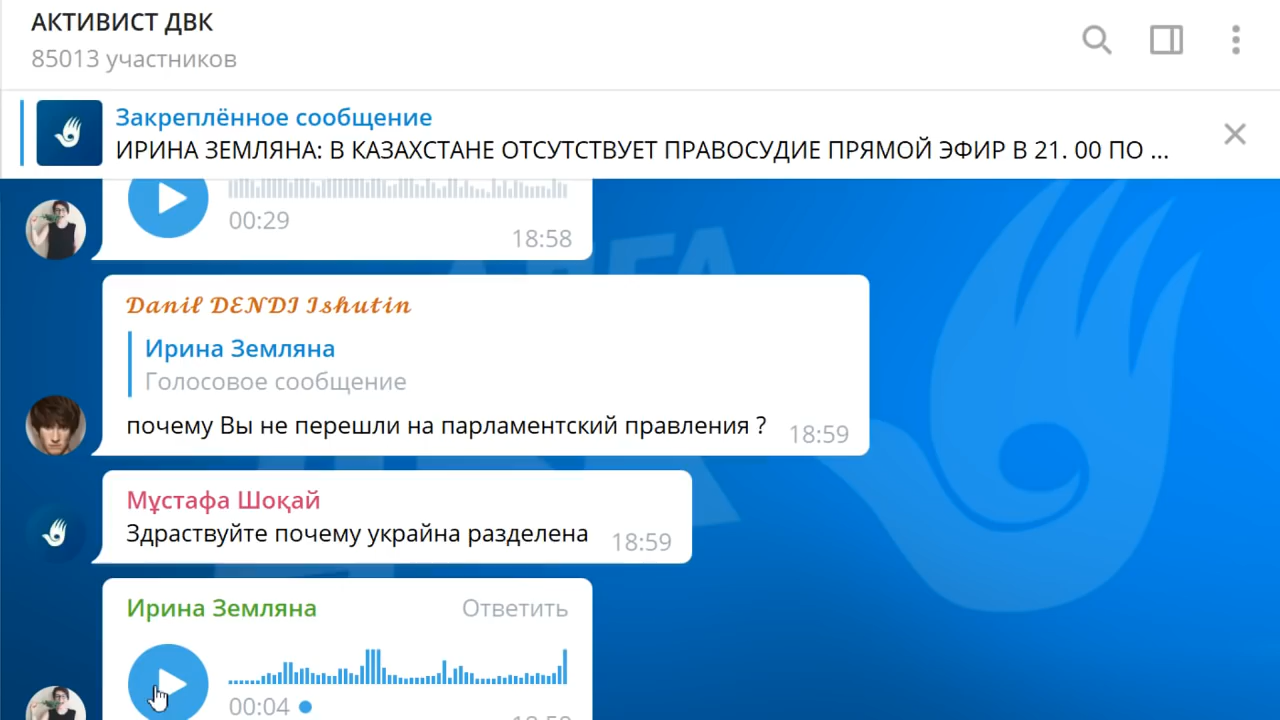 АКТИВИСТ ДВК
85013 участников
Закреплённое сообщение
ИРИНА ЗЕМЛЯНА: В КАЗАХСТАНЕ ОТСУТСТВУЕТ ПРАВОСУДИЕ ПРЯМОЙ ЭФИР В 21. 00 ПО ...
00:29
18:58
Danil DENDI Ishutin
Ирина Земляна
Голосовое сообщение
почему Вы не перешли на парламентский правления ?
18:59
Мұстафа Шоқай
Здраствуйте почему украйна разделена
18:59
Ирина Земляна
Ответить
00:04
18:59